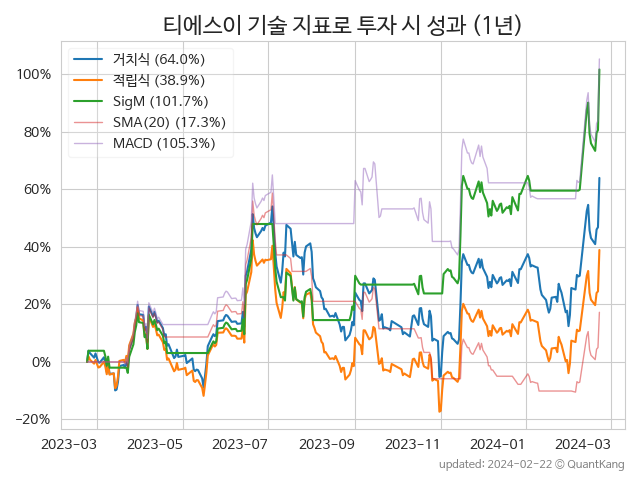 티에스이 기술 지표로 투자 시 성과 (1년)
거치식 (64.0%)
적립식 (38.9%)
SigM (101.7%)
SMA(20) (17.3%)
MACD (105.3%)
100%
80%
60%
40%
20%
0%
−20%
2023-03 2023-05 2023-07 2023-09 2023-11 2024-01 2024-03
updated: 2024-02-22 © QuantKang